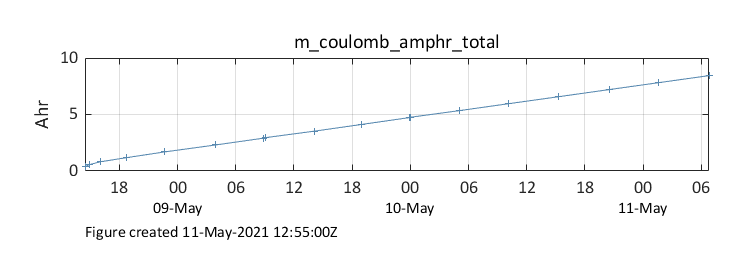 m_coulomb_amphr_total
10
5
0
Ahr
18 00 06 12 18 00 06 12 18 00 06
09-May 10-May 11-May
Figure created 11-May-2021 12:55:00Z